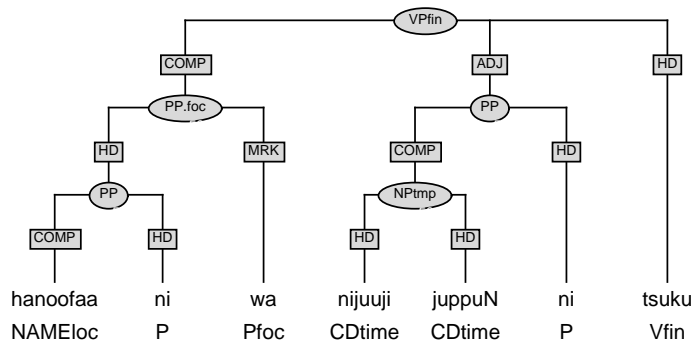 VPfin
COMP ADJ HD
PP.foc PP
HD MRK COMP HD
PP NPtmp
COMP HD HD HD
hanoofaa ni wa nijuuji juppuN ni tsuku
NAMEloc P Pfoc CDtime CDtime P Vfin